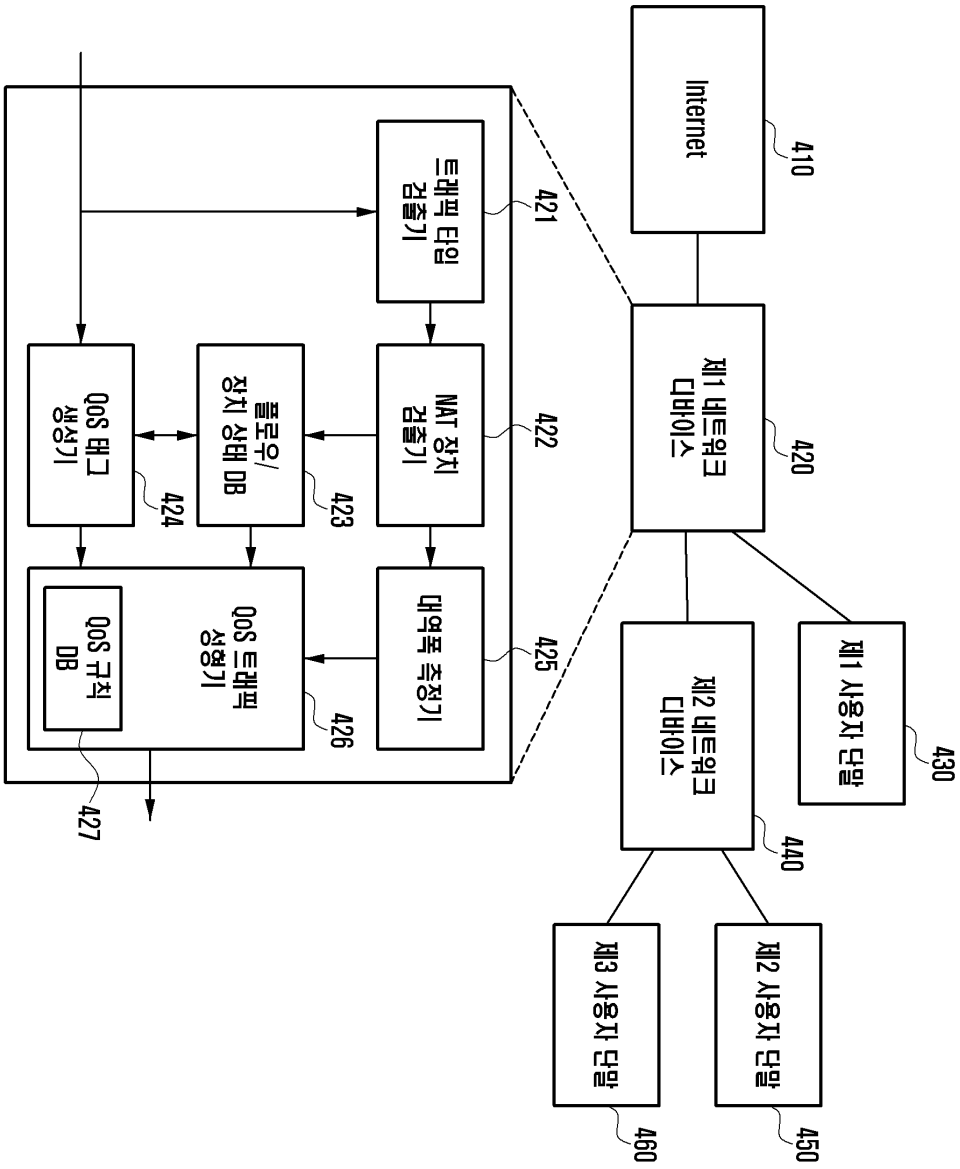 Internet
410
제1 네트워크
디바이스
420
제1 사용자 단말
430
제2 네트워크
디바이스
440
제2 사용자 단말
450
제3 사용자 단말
460
트래픽 타임
검출기
421
NAT 장치
검출기
422
대역폭 측정기
425
플로우/
장치 상태 DB
423
QoS 태그
생성기
424
QoS 트래픽
성형기
426
QoS 규칙
DB
427